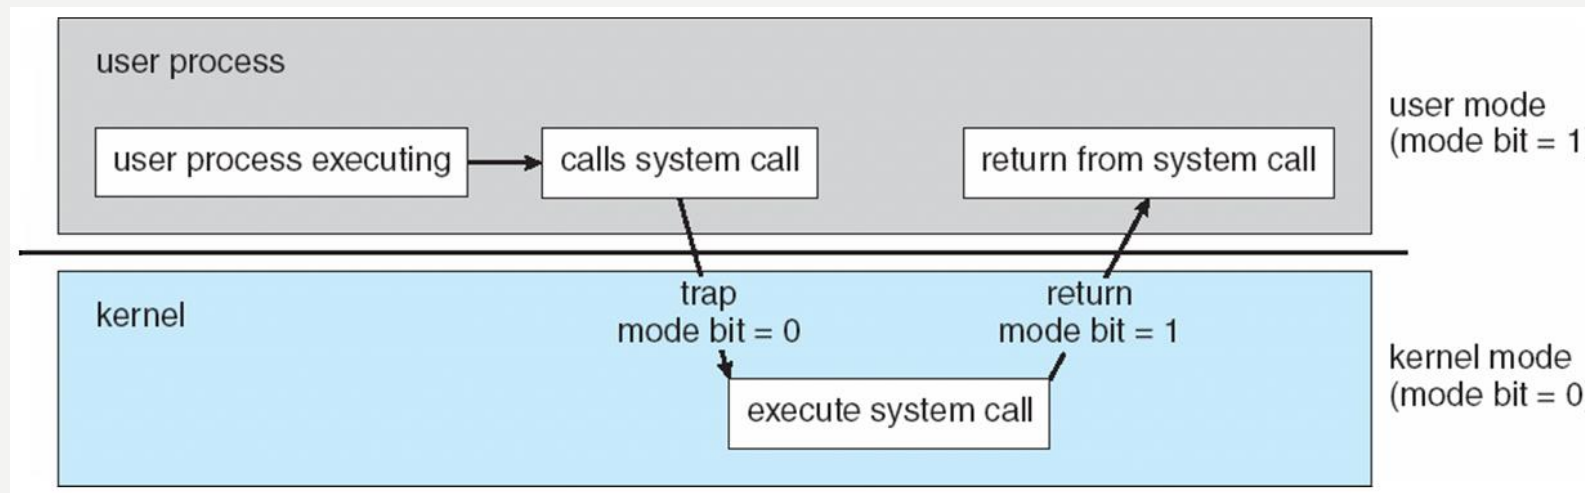 user process
user process executing
calls system call
return from system call
user mode
(mode bit = 1
kernel
trap
mode bit = 0
return
mode bit = 1
execute system call
kernel mode
(mode bit = 0